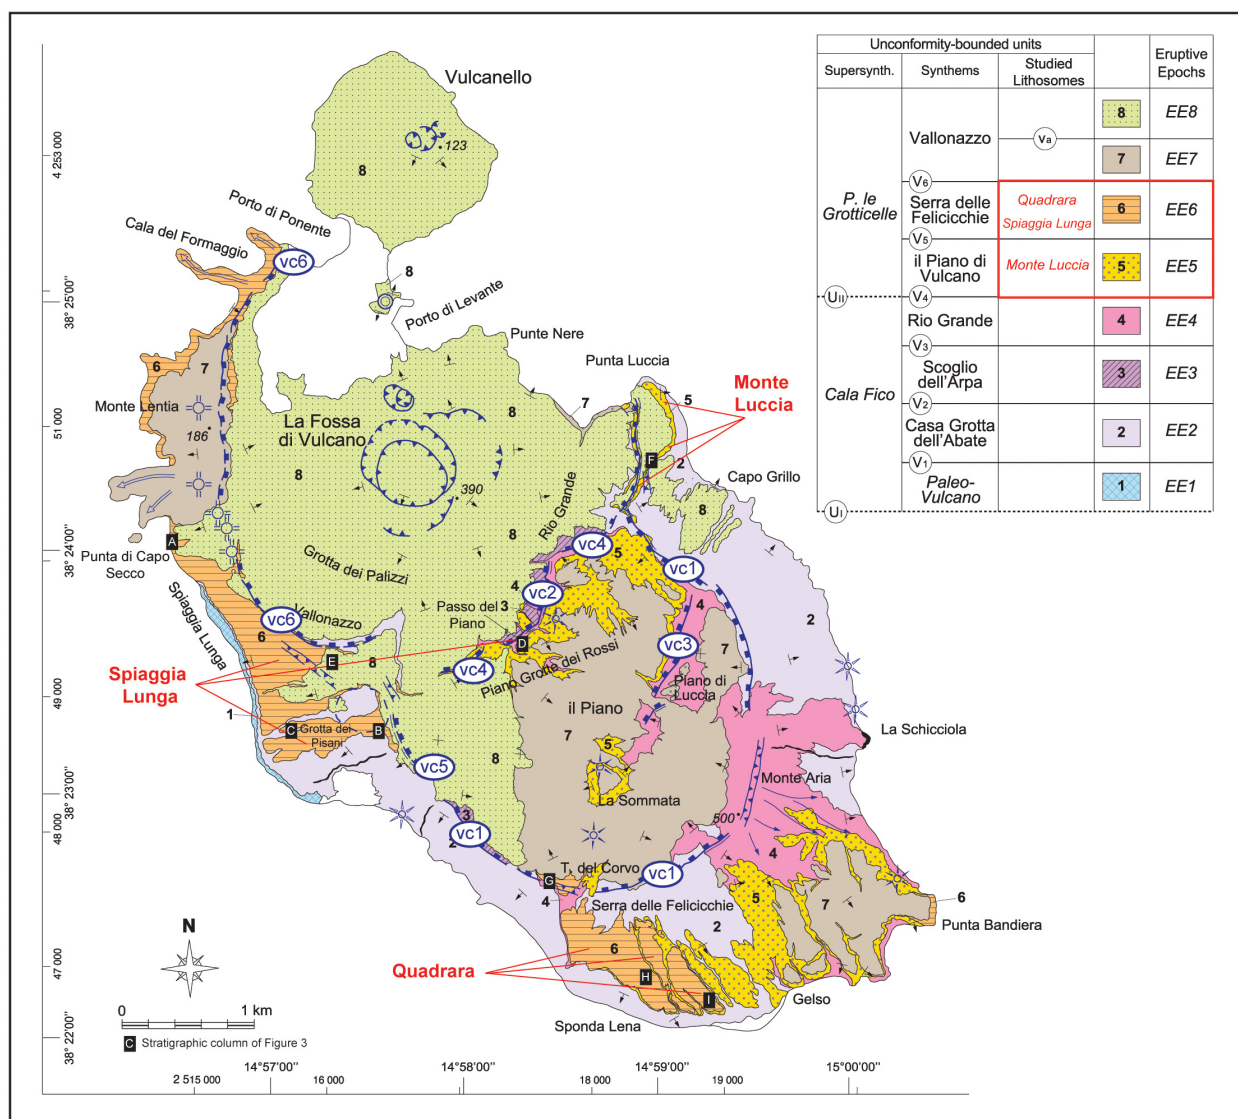 Unconformity-bounded units
Eruptive
Epochs
Supersynth.
Synthems
Studied
Lithosomes
8
EE8
Vallonazzo
Va
7
EE7
V6
P. le
Grotticelle
Serra delle
Felicicchie
Quadrara
Spiaggia Lunga
6
EE6
V5
il Piano di
Vulcano
Monte Luccia
5
EE5
UII
V4
Rio Grande
4
EE4
V3
Cala Fico
Scoglio
dell'Arpa
3
EE3
V2
Casa Grotta
dell'Abate
2
EE2
V1
Paleo-
Vulcano
1
EE1
UI
Vulcanello
123
8
8
4 253 000
Porto di Ponente
Cala del Formaggio
vc6
8
Porto di Levante
38° 25'00"
Punte Nere
Punta Luccia
6
7
7
5
Monte
Luccia
Monte Lentia
51 000
186
La Fossa
di Vulcano
8
8
F
2
Capo Grillo
390
Rio Grande
8
8
A
Punta di Capo
Secco
38° 24'00"
Grotta dei Palizzi
vc4
5
vc1
4
vc2
4
Spiaggia Lunga
Vallonazzo
vc6
6
Passo del
Piano
3
2
D
vc3
7
E
8
Piano Grotte dei Rossi
vc4
Spiaggia
Lunga
Piano di
Luccia
49 000
1
C
Grotta dei
Pisani
B
il Piano
7
5
La Schicciola
8
vc5
Monte Aria
La Sommata
38° 23'00"
48 000
3
vc1
2
500
4
T. del Corvo
G
vc1
4
Serra delle Felicicchie
5
7
6
2
Punta Bandiera
6
47 000
Quadrara
H
I
Gelso
Sponda Lena
38° 22'00"
N
0
1 km
C Stratigraphic column of Figure 3
14°57'00"
14°58'00"
14°59'00"
15°00'00"
2 515 000
16 000
18 000
19 000